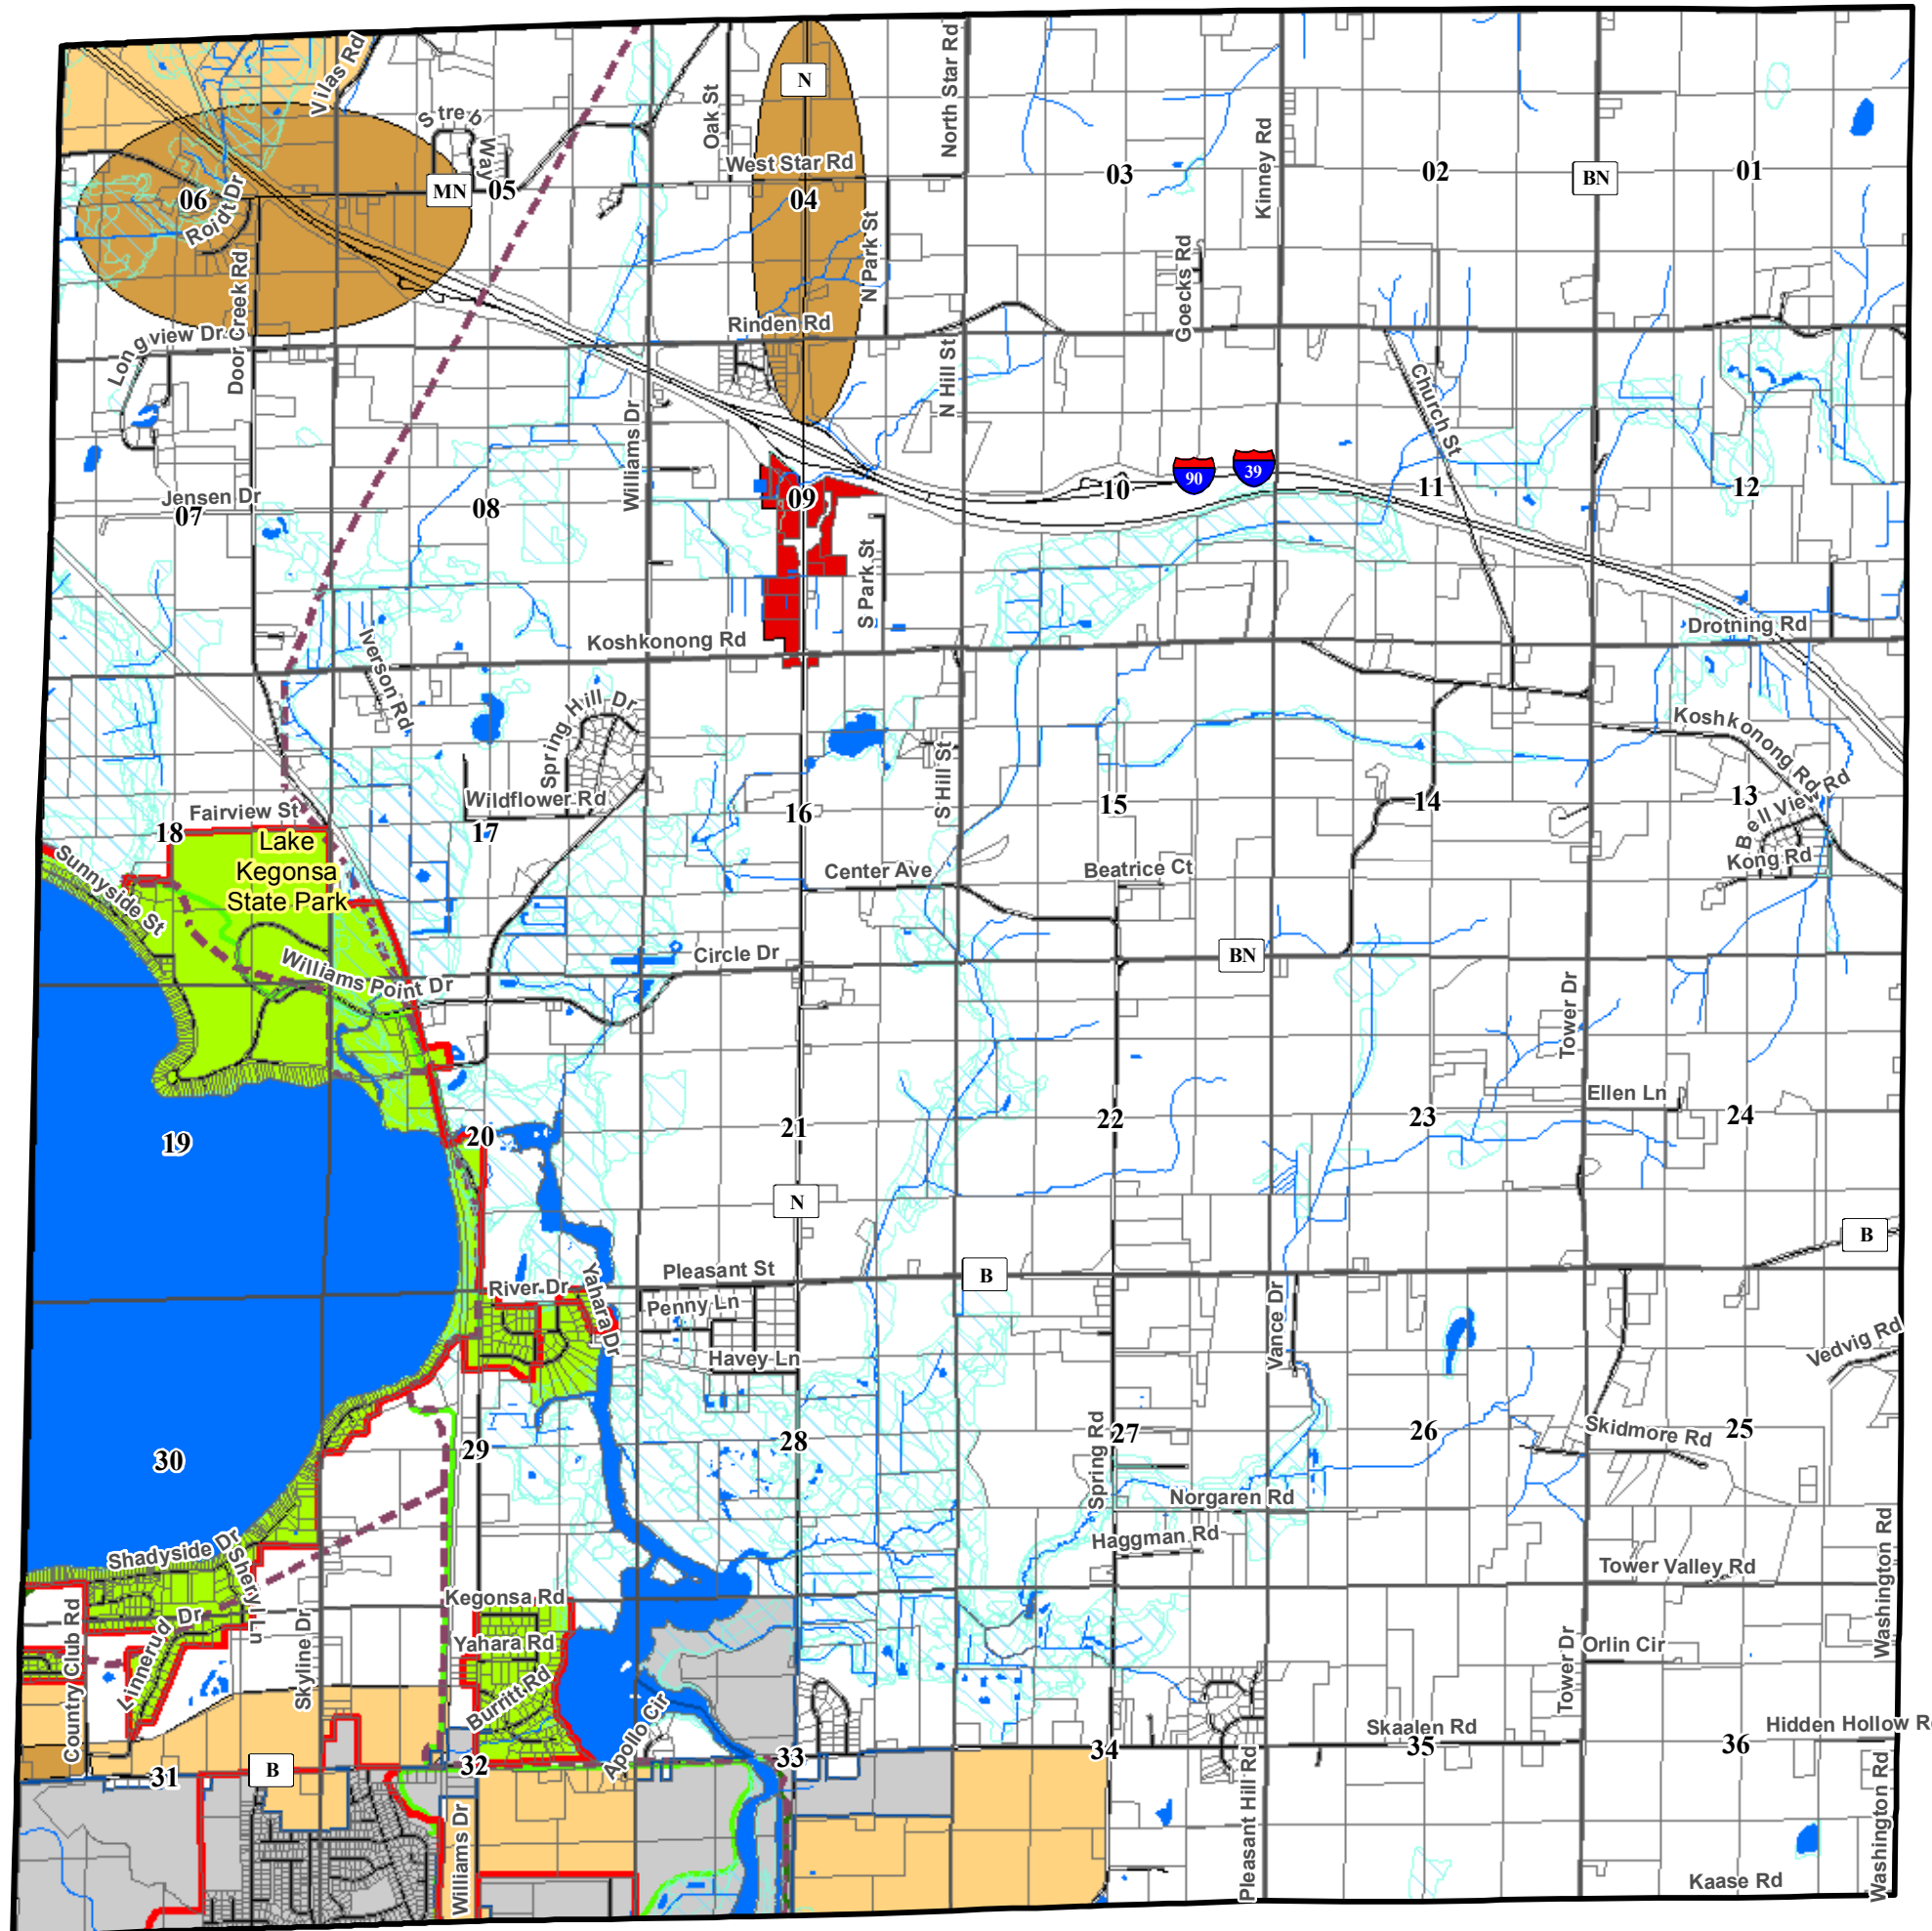 Vilas Rd
N
Streb
Way
Oak St
North Star Rd
West Star Rd
Kinney Rd
MN
BN
06
05
04
03
02
01
Roidt Dr
Door Creek Rd
N Park St
Goecks Rd
Longview Dr
Rinden Rd
N Hill St
Church St
Williams Dr
90
39
Jensen Dr
07
08
09
10
11
12
S Park St
Iverson Rd
Koshkonong Rd
Drotning Rd
Spring Hill Dr
Koshkonong Rd
S Hill St
Wildflower Rd
Bell View Rd
Fairview St
18
17
16
15
14
13
Lake
Kegonsa
State Park
Sunnyside St
Center Ave
Beatrice Ct
Kong Rd
Williams Point Dr
Circle Dr
BN
Tower Dr
Ellen Ln
19
20
21
22
23
24
N
B
Pleasant St
B
River Dr
Yahara Dr
Penny Ln
Havey Ln
Vance Dr
Vedvig Rd
30
29
28
27
26
25
Spring Rd
Skidmore Rd
Norgaren Rd
Haggman Rd
Shadyside Dr
Sheryl Ln
Tower Valley Rd
Washington Rd
Kegonsa Rd
Yahara Rd
Burritt Rd
Country Club Rd
Linnerud Dr
Skyline Dr
Apollo Cir
Orlin Cir
Tower Dr
Skaalen Rd
Hidden Hollow R
31
B
32
33
34
35
36
Williams Dr
Pleasant Hill Rd
Washington Rd
Kaase Rd